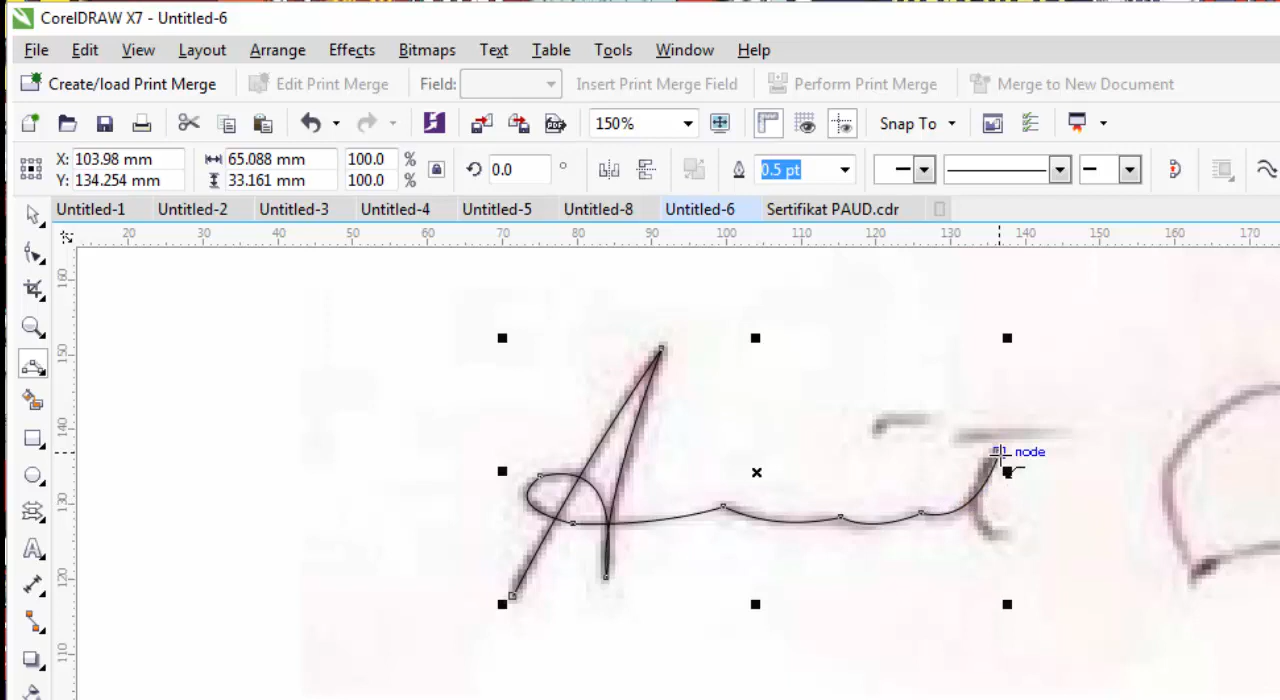 CorelDRAW X7 - Untitled-6
File Edit View Layout Arrange Effects Bitmaps Text Table Tools Window Help
Create/load Print Merge Edit Print Merge Field: Insert Print Merge Field Perform Print Merge Merge to New Document
150% Snap To
X: 103.98 mm 65.088 mm 100.0 % 0.0 ° 0.5 pt
Y: 134.254 mm 33.161 mm 100.0 %
Untitled-1 Untitled-2 Untitled-3 Untitled-4 Untitled-5 Untitled-8 Untitled-6 Sertifikat PAUD.cdr
20 30 40 50 60 70 80 90 100 110 120 130 140 150 160 170
160
150
140
130
120
110
node